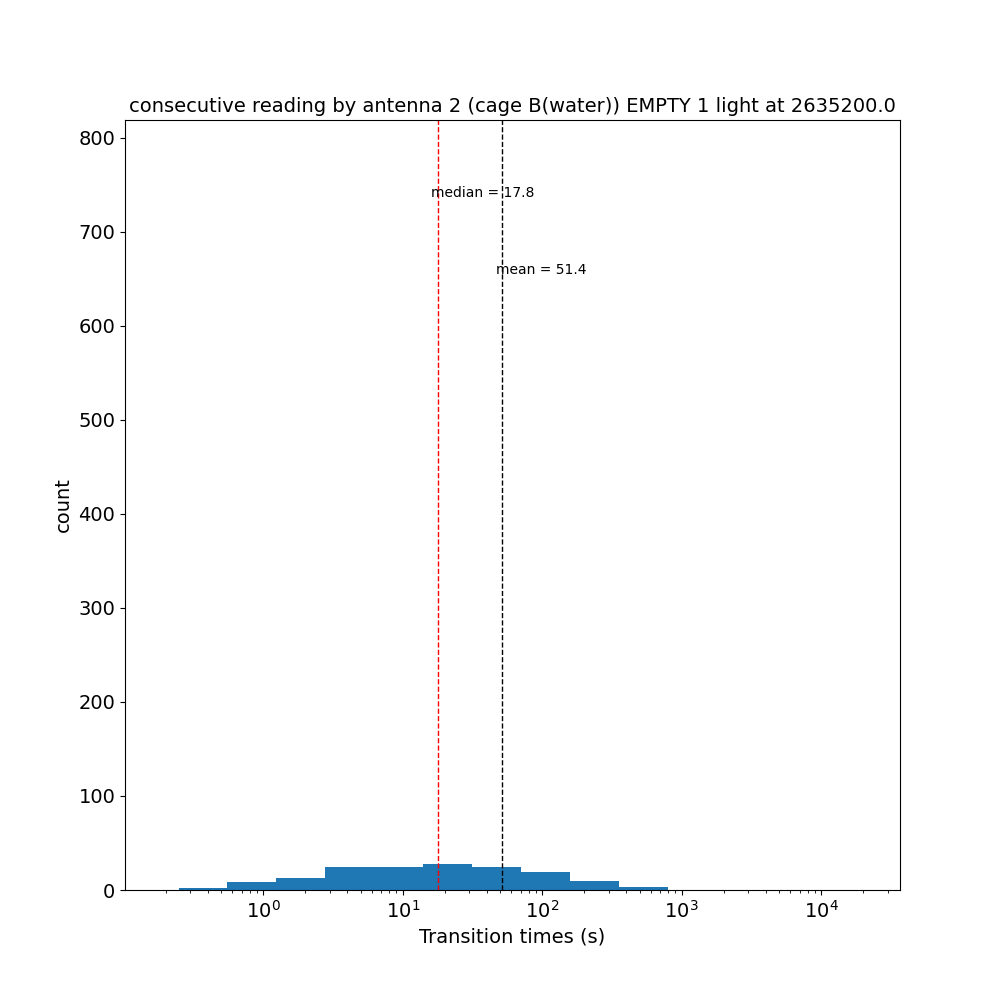 consecutive reading by antenna 2 (cage B(water)) EMPTY 1 light at 2635200.0
800
700
600
500
400
300
200
100
0
count
median = 17.8
mean = 51.4
10⁰ 10¹ 10² 10³ 10⁴
Transition times (s)